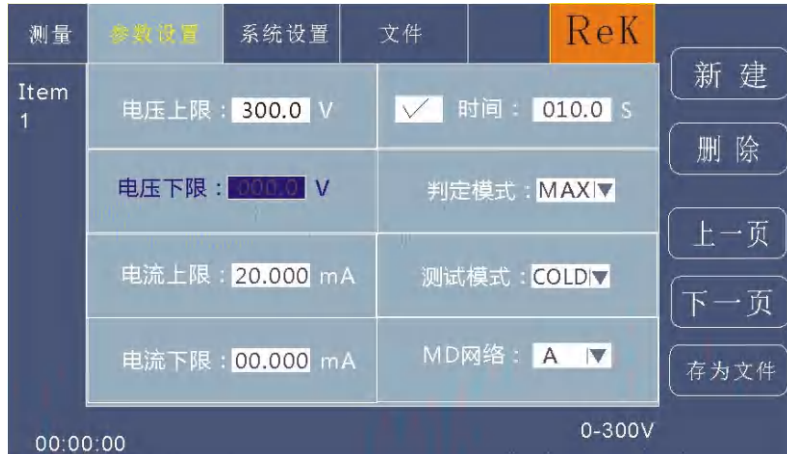 测量 参数设置 系统设置 文件 ReK
Item
1
电压上限：300.0 V
时间：010.0 S
电压下限：000.0 V
判定模式：MAX
电流上限：20.000 mA
测试模式：COLD
电流下限：00.000 mA
MD网络：A
新建
删除
上一页
下一页
存为文件
00:00:00
0-300V